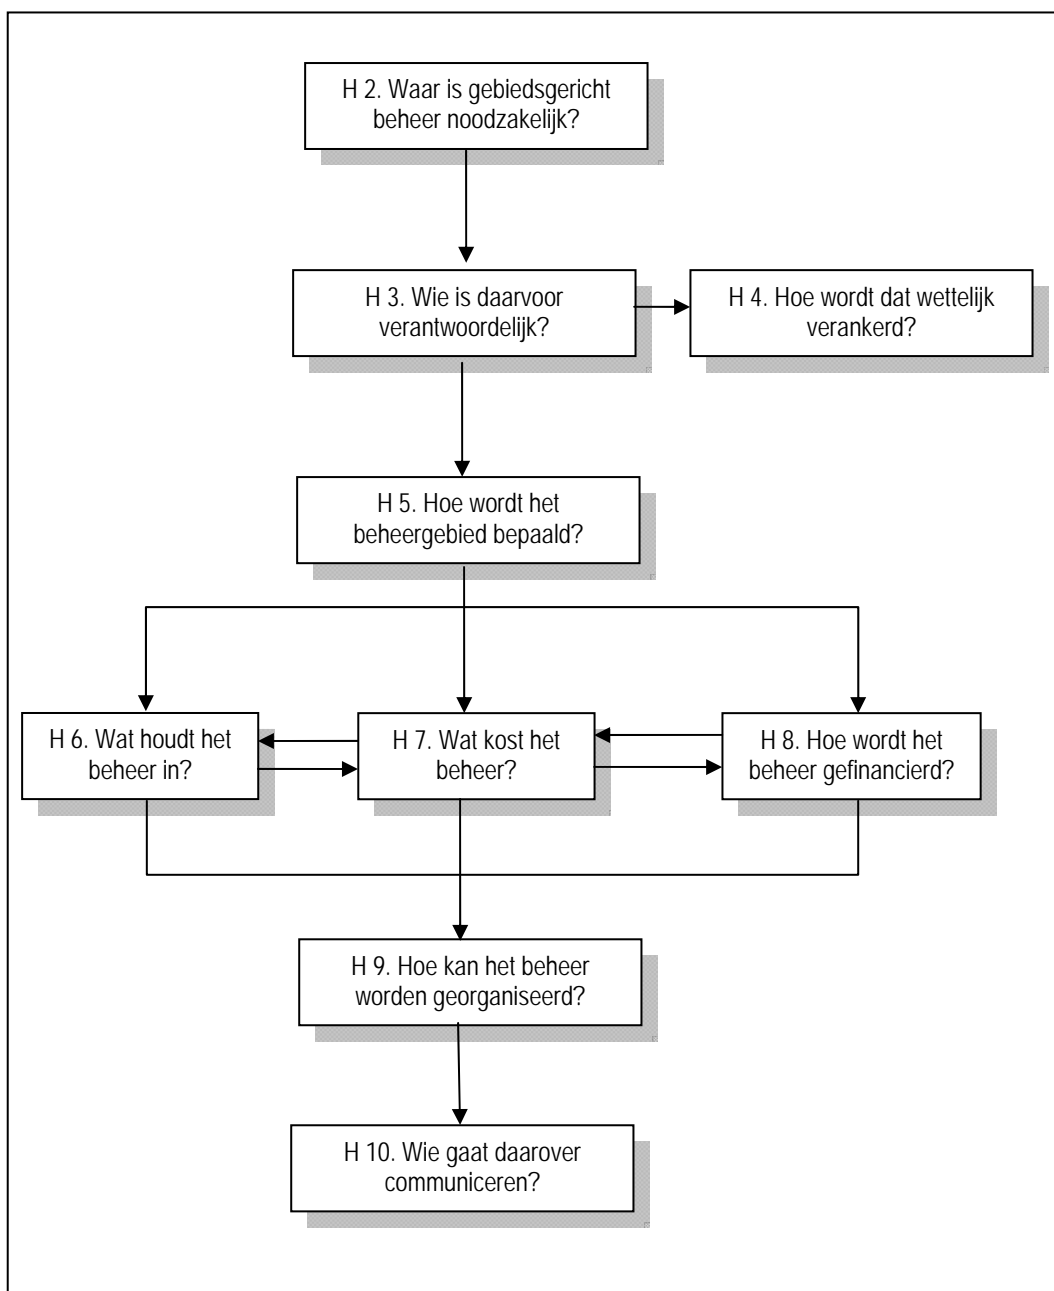 H 2. Waar is gebiedsgericht
beheer noodzakelijk?
H 3. Wie is daarvoor
verantwoordelijk?
H 4. Hoe wordt dat wettelijk
verankerd?
H 5. Hoe wordt het
beheergebied bepaald?
H 6. Wat houdt het
beheer in?
H 7. Wat kost het
beheer?
H 8. Hoe wordt het
beheer gefinancierd?
H 9. Hoe kan het beheer
worden georganiseerd?
H 10. Wie gaat daarover
communiceren?